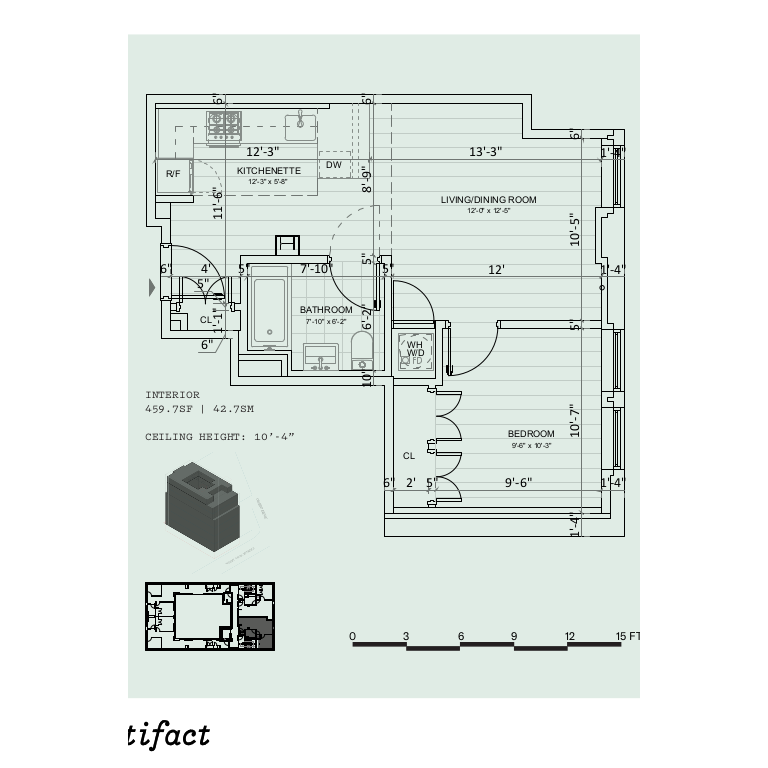 6"
6"
6"
12'-3"
13'-3"
1'-4"
DW
R/F
KITCHENETTE
12'-3" x 5'-8"
8'-9"
11'-6"
LIVING/DINING ROOM
12'-0" x 12'-5"
10'-5"
6"
4'
5"
7'-10"
5"
5"
12'
1'-4"
5"
CL
1'-1"
BATHROOM
7'-10" x 6'-2"
6'-2"
5"
6"
WH
W/D
FD
10"
INTERIOR
459.7SF | 42.7SM
CEILING HEIGHT: 10'-4"
10'-7"
BEDROOM
9'-6" x 10'-3"
CL
6"
2'
5"
9'-6"
1'-4"
1'-4"
0 3 6 9 12 15 FT
tifact